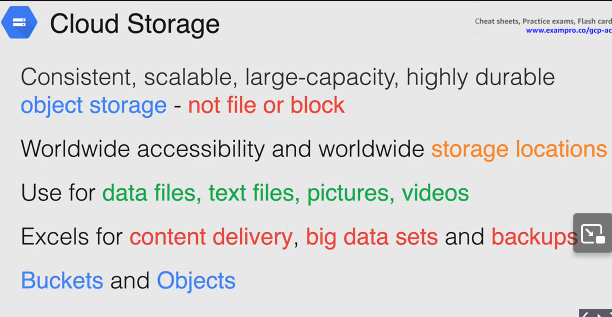 Cloud Storage
Cheat sheets, Practice exams, Flash card
www.exampro.co/gcp-ac
Consistent, scalable, large-capacity, highly durable
object storage - not file or block
Worldwide accessibility and worldwide storage locations
Use for data files, text files, pictures, videos
Excels for content delivery, big data sets and backups
Buckets and Objects